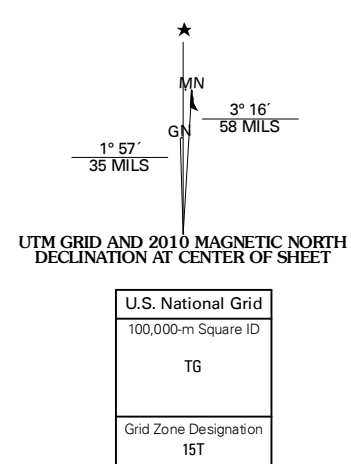 MN
GN
3° 16´
58 MILS
1° 57´
35 MILS
UTM GRID AND 2010 MAGNETIC NORTH
DECLINATION AT CENTER OF SHEET
U.S. National Grid
100,000-m Square ID
TG
Grid Zone Designation
15T